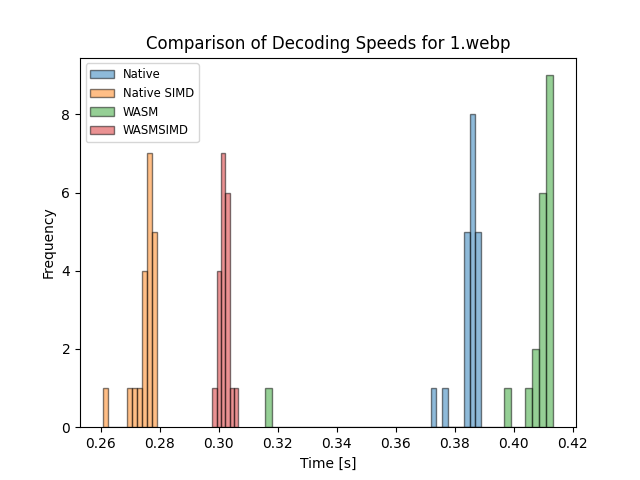 Comparison of Decoding Speeds for 1.webp
Native
Native SIMD
WASM
WASMSIMD
Frequency
8
6
4
2
0
0.26 0.28 0.30 0.32 0.34 0.36 0.38 0.40 0.42
Time [s]